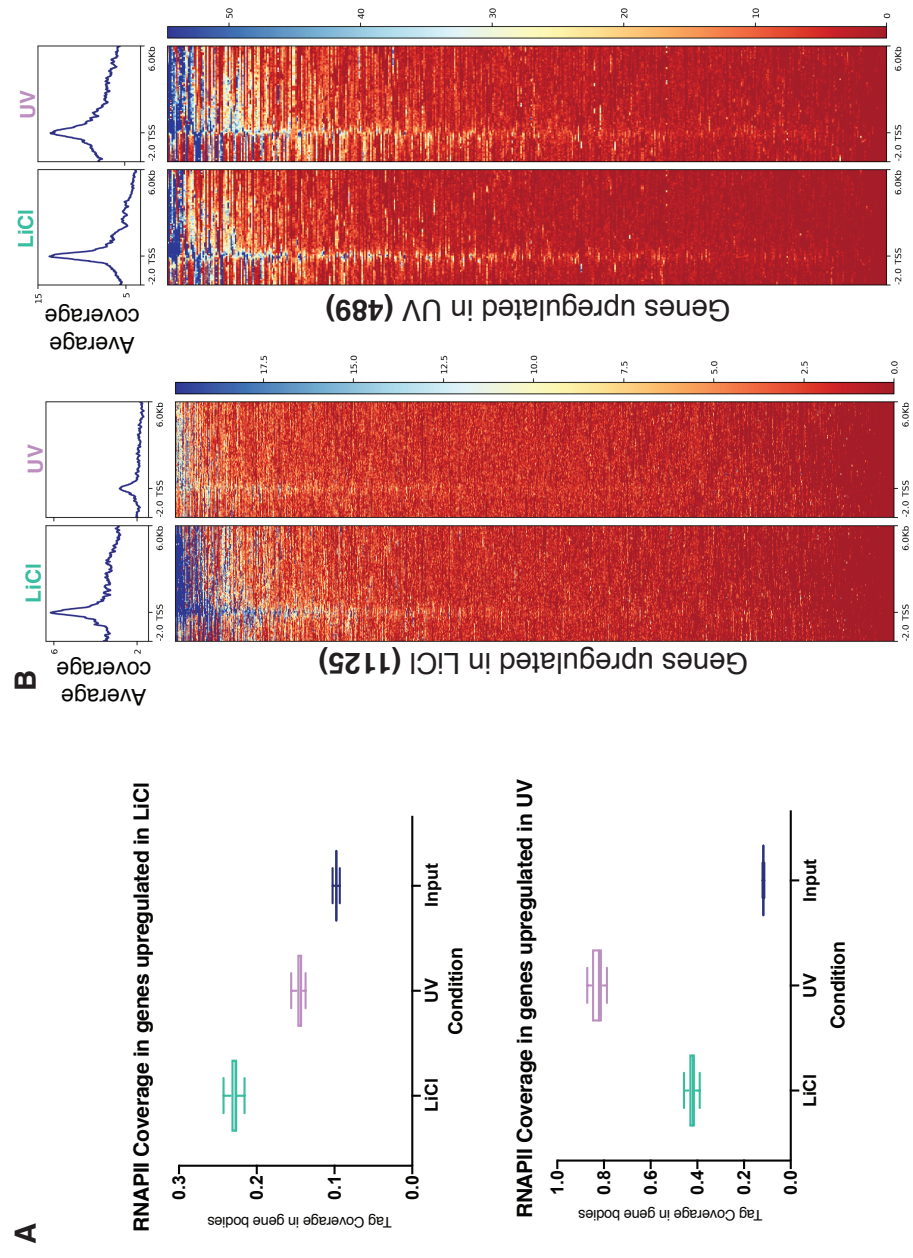 A
RNAPII Coverage in genes upregulated in LiCl
Tag Coverage in gene bodies
0.3
0.2
0.1
0.0
LiCl
UV
Input
Condition
RNAPII Coverage in genes upregulated in UV
Tag Coverage in gene bodies
1.0
0.8
0.6
0.4
0.2
0.0
LiCl
UV
Input
Condition
B
LiCl
UV
Average
coverage
6
2
-2.0 TSS
6.0Kb
-2.0 TSS
6.0Kb
Genes upregulated in LiCl (1125)
-2.0 TSS
6.0Kb
-2.0 TSS
6.0Kb
17.5
15.0
12.5
10.0
7.5
5.0
2.5
0.0
LiCl
UV
Average
coverage
15
5
15
5
-2.0 TSS
6.0Kb
-2.0 TSS
6.0Kb
Genes upregulated in UV (489)
-2.0 TSS
6.0Kb
-2.0 TSS
6.0Kb
50
40
30
20
10
0